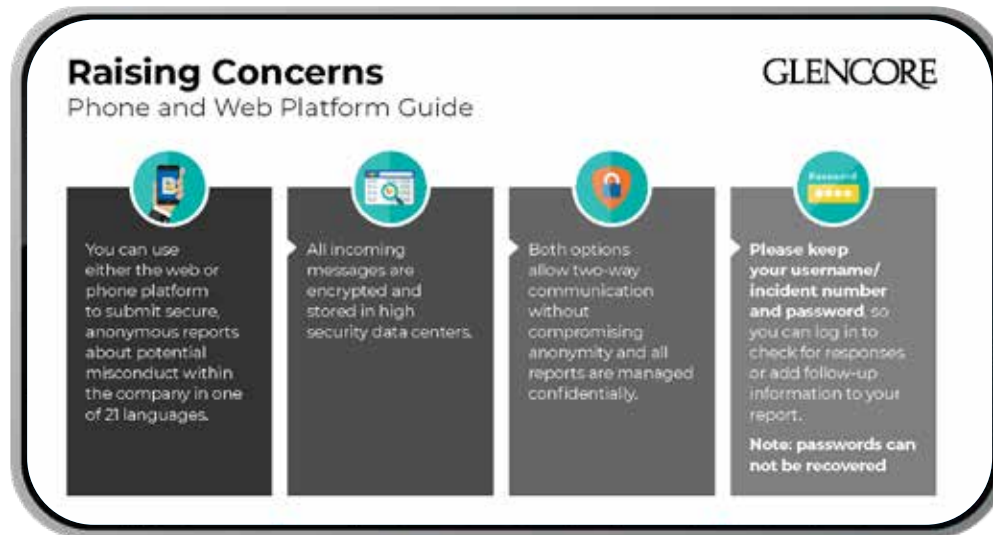 Raising Concerns
GLENCORE
Phone and Web Platform Guide
You can use
either the web or
phone platform
to submit secure,
anonymous reports
about potential
misconduct within
the company in one
of 21 languages.
All incoming
messages are
encrypted and
stored in high
security data centers.
Both options
allow two-way
communication
without
compromising
anonymity and all
reports are managed
confidentially.
Password
Please keep
your username/
incident number
and password, so
you can log in to
check for responses
or add follow-up
information to your
report.
Note: passwords can
not be recovered